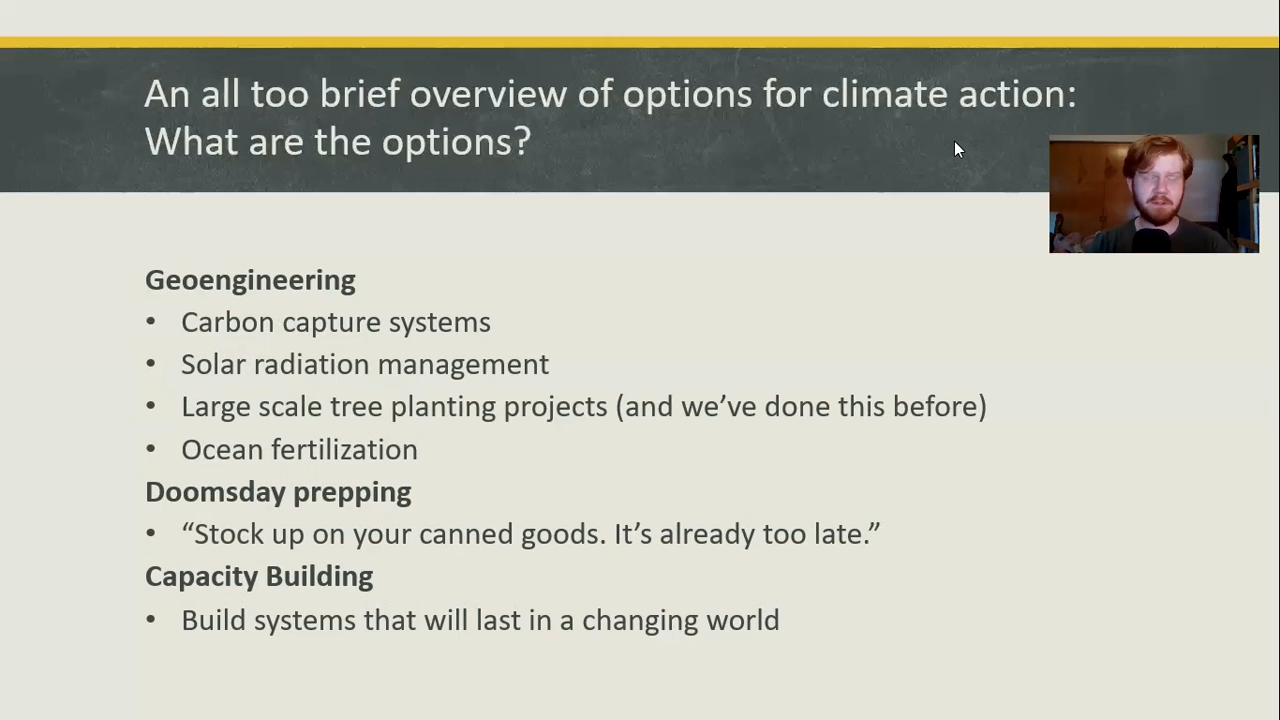 An all too brief overview of options for climate action:
What are the options?
Geoengineering
• Carbon capture systems
• Solar radiation management
• Large scale tree planting projects (and we’ve done this before)
• Ocean fertilization
Doomsday prepping
• “Stock up on your canned goods. It’s already too late.”
Capacity Building
• Build systems that will last in a changing world